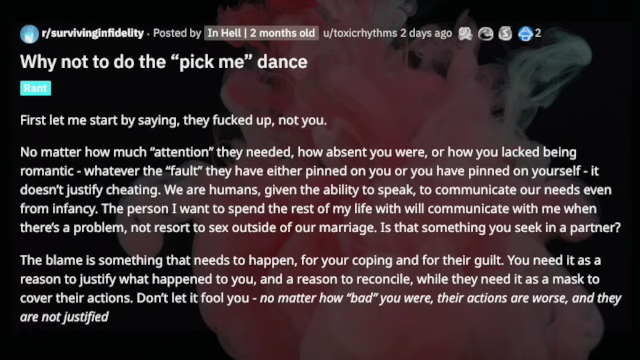 r/survivinginfidelity · Posted by In Hell | 2 months old u/toxicrhythms 2 days ago 2
Why not to do the “pick me” dance
Rant
First let me start by saying, they fucked up, not you.
No matter how much “attention” they needed, how absent you were, or how you lacked being
romantic - whatever the “fault” they have either pinned on you or you have pinned on yourself - it
doesn’t justify cheating. We are humans, given the ability to speak, to communicate our needs even
from infancy. The person I want to spend the rest of my life with will communicate with me when
there’s a problem, not resort to sex outside of our marriage. Is that something you seek in a partner?
The blame is something that needs to happen, for your coping and for their guilt. You need it as a
reason to justify what happened to you, and a reason to reconcile, while they need it as a mask to
cover their actions. Don’t let it fool you - no matter how “bad” you were, their actions are worse, and they
are not justified